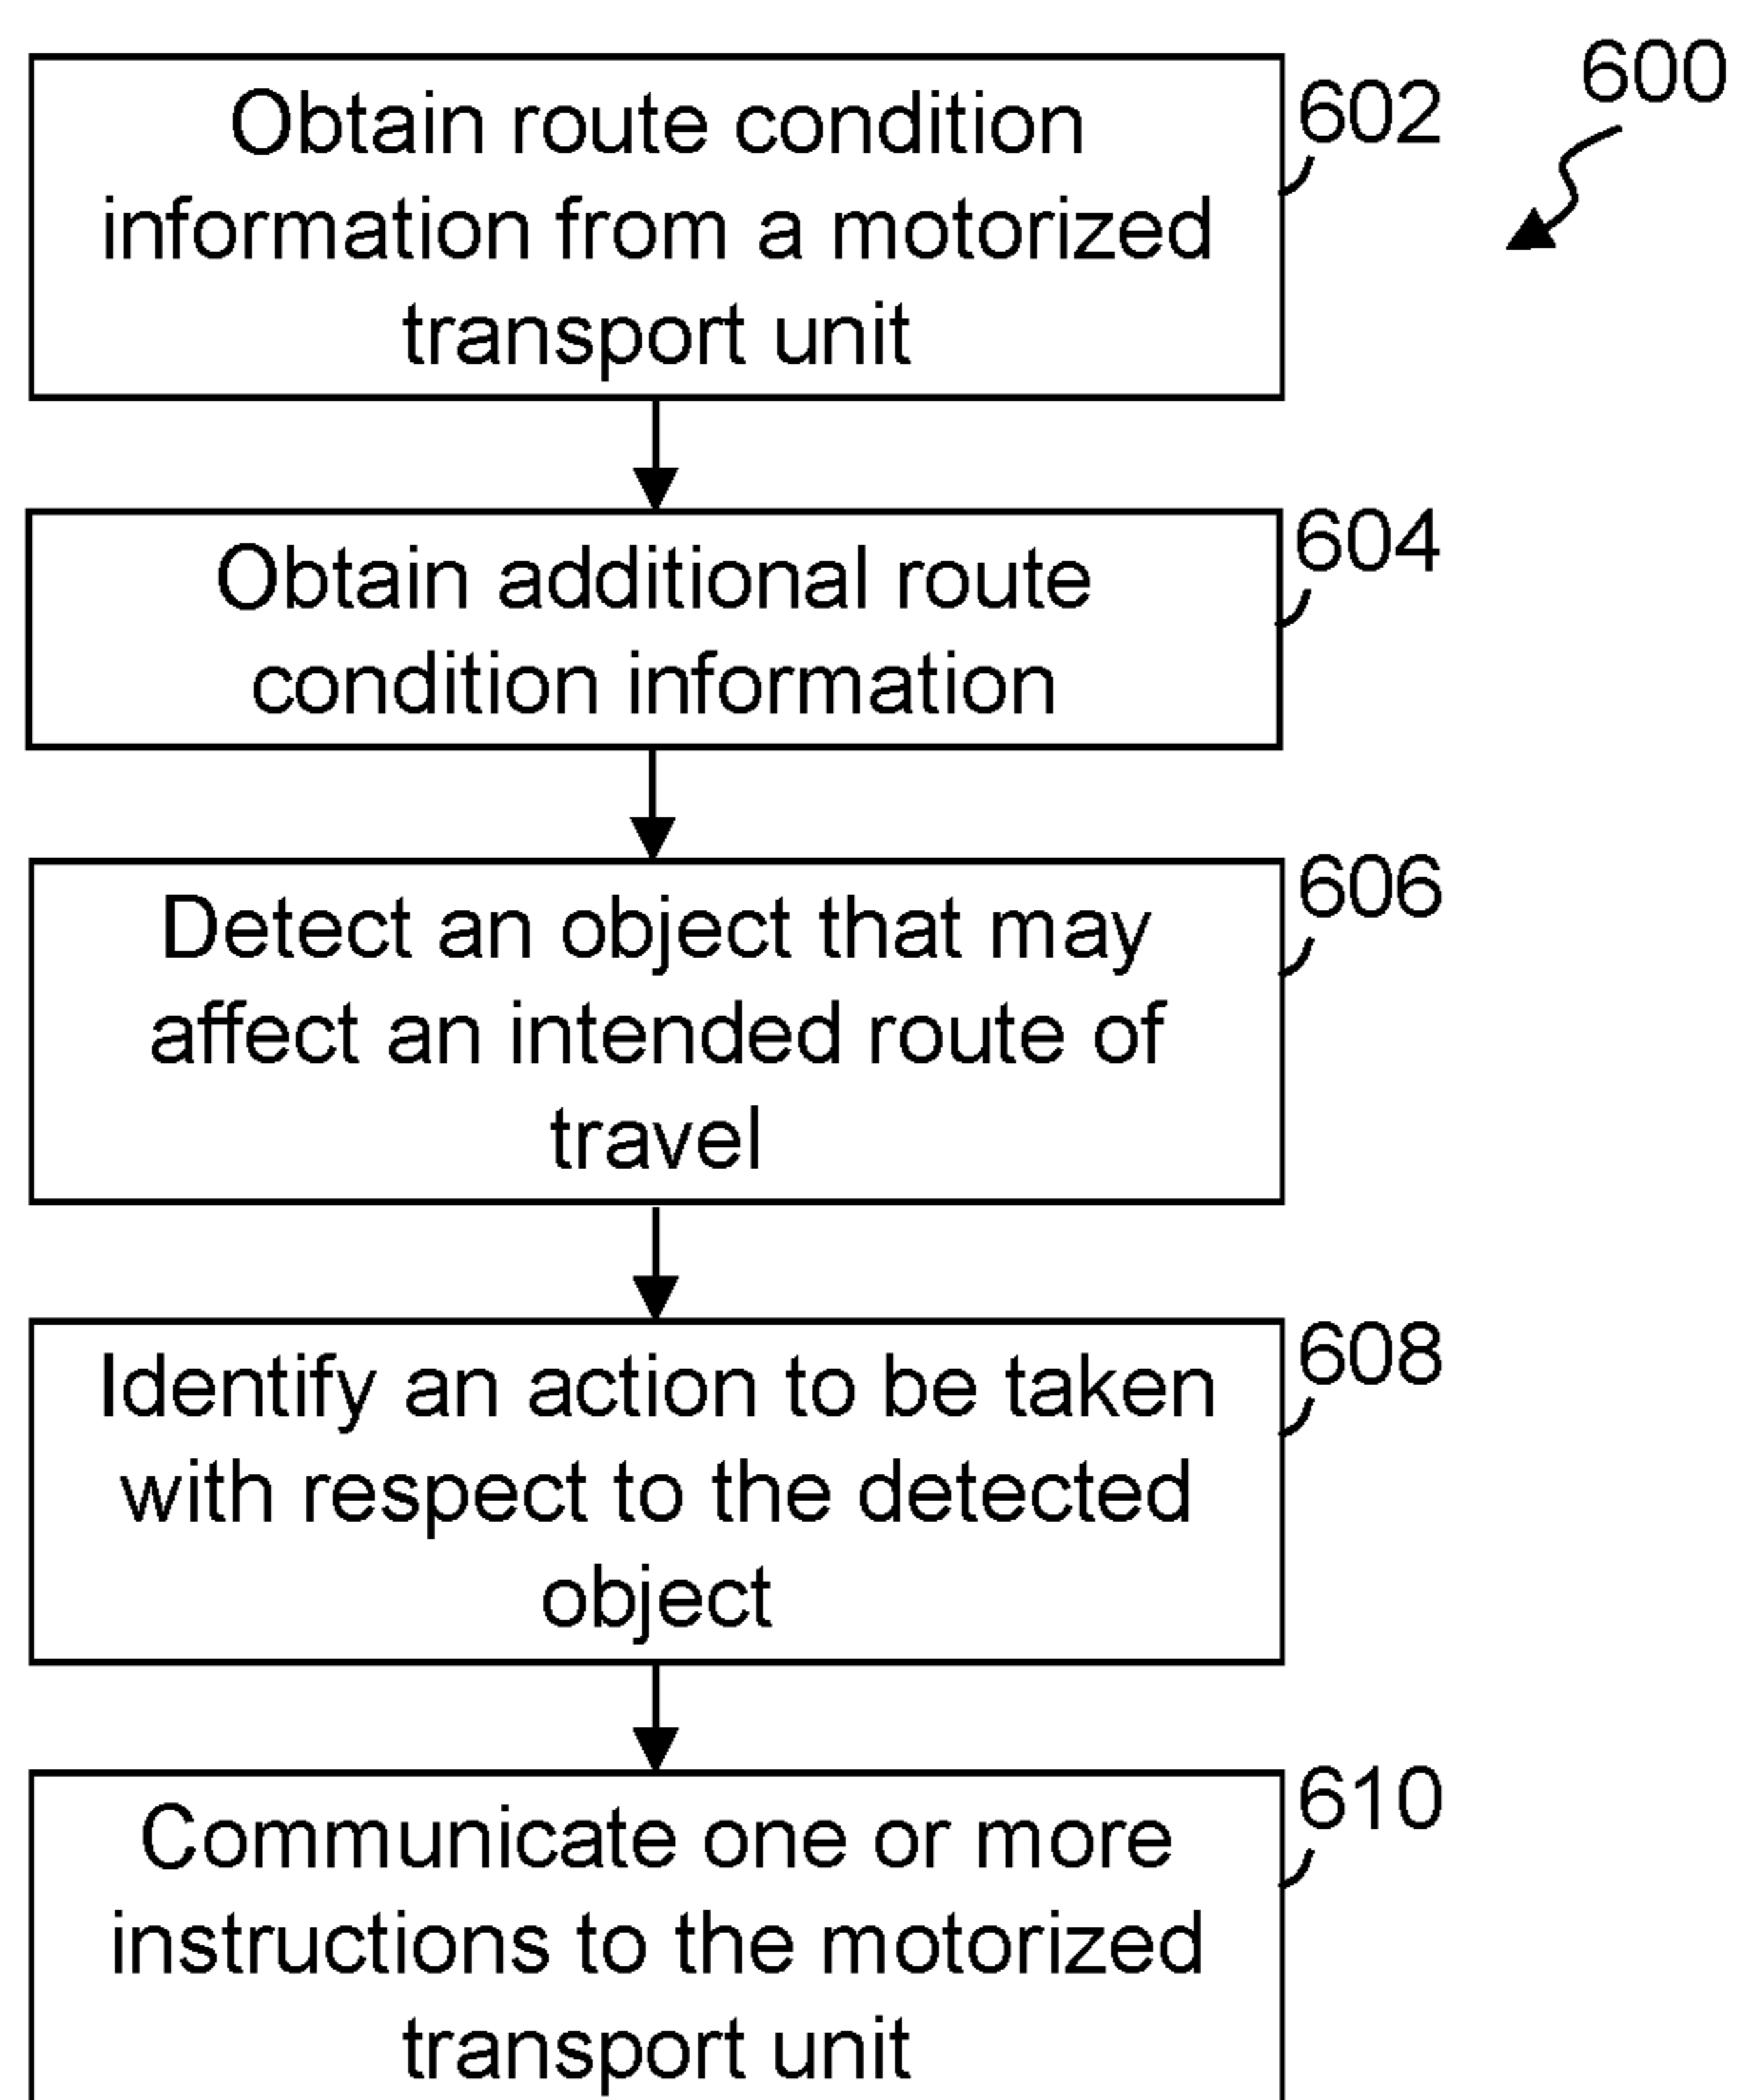 600
602
Obtain route condition
information from a motorized
transport unit
604
Obtain additional route
condition information
606
Detect an object that may
affect an intended route of
travel
608
Identify an action to be taken
with respect to the detected
object
610
Communicate one or more
instructions to the motorized
transport unit